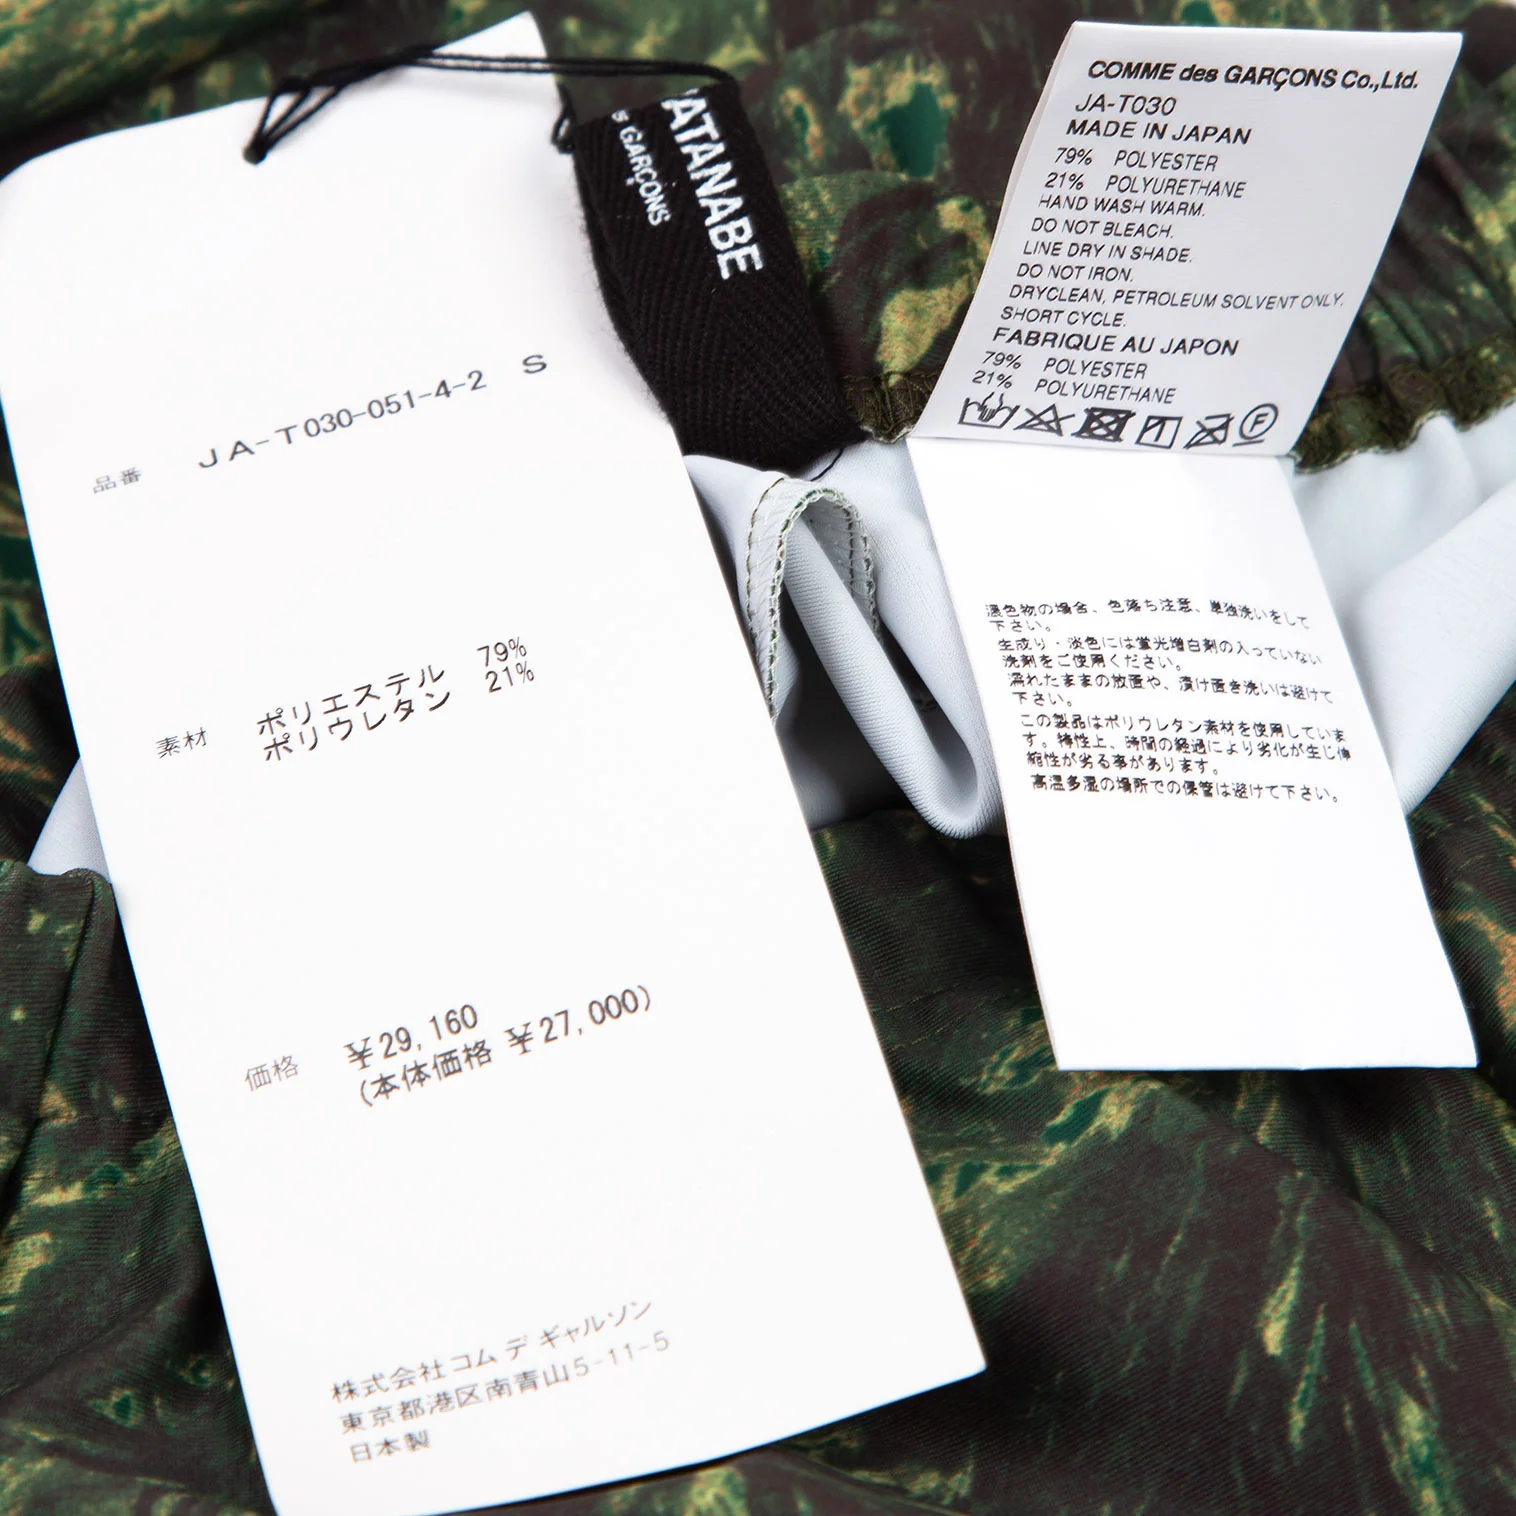 品番 JA-T030-051-4-2 S
素材 ポリエステル 79%
ポリウレタン 21%
価格 ¥29,160
(本体価格 ¥27,000)
株式会社 コム デ ギャルソン
東京都港区南青山5-11-5
日本製
ATANABE
s GARÇONS
COMME des GARÇONS Co.,Ltd.
JA-T030
MADE IN JAPAN
79% POLYESTER
21% POLYURETHANE
HAND WASH WARM.
DO NOT BLEACH.
LINE DRY IN SHADE.
DO NOT IRON.
DRYCLEAN, PETROLEUM SOLVENT ONLY.
SHORT CYCLE.
FABRIQUE AU JAPON
79% POLYESTER
21% POLYURETHANE
F
濃色物の場合、色落ち注意、単独洗いをして
下さい。
生成り・淡色には蛍光増白剤の入っていない
洗剤をご使用ください。
濡れたままの放置や、漬け置き洗いは避けて
下さい。
この製品はポリウレタン素材を使用していま
す。特性上、時間の経過により劣化が生じ伸
縮性が劣る事があります。
高温多湿の場所での保管は避けて下さい。